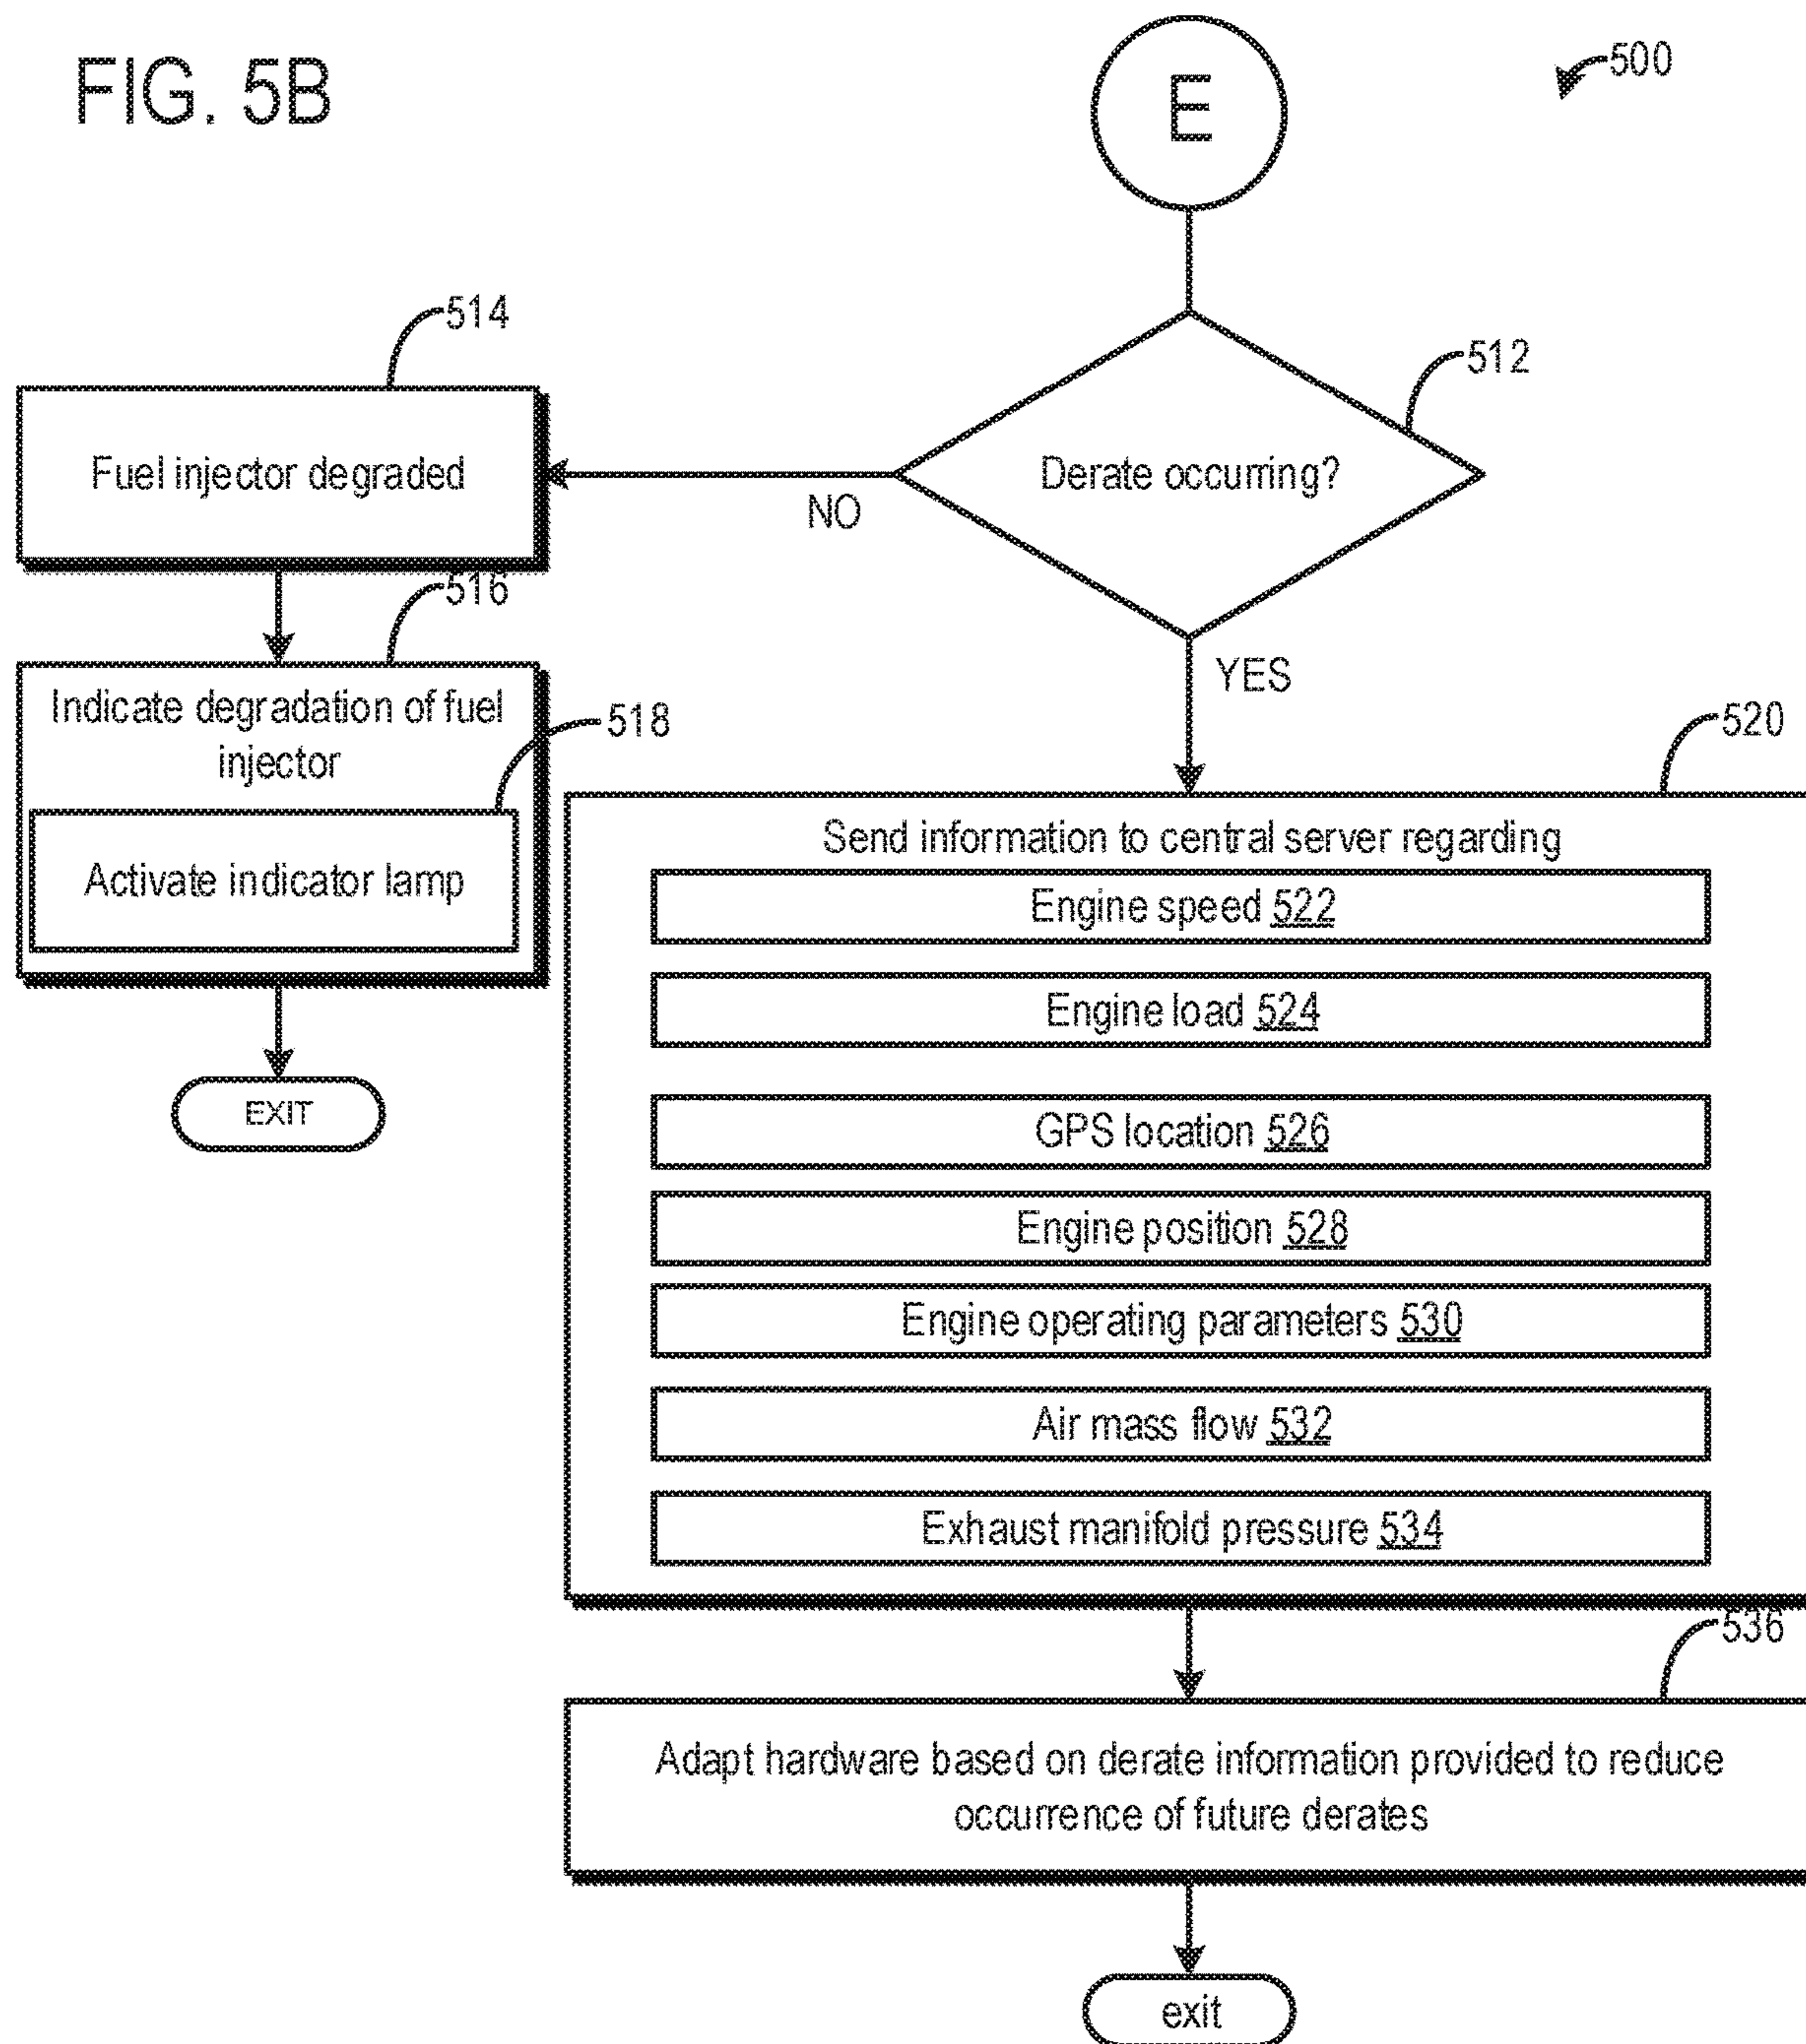 FIG. 5B
E
500
512
Derate occurring?
NO
YES
514
Fuel injector degraded
516
Indicate degradation of fuel
injector
518
Activate indicator lamp
EXIT
520
Send information to central server regarding
Engine speed 522
Engine load 524
GPS location 526
Engine position 528
Engine operating parameters 530
Air mass flow 532
Exhaust manifold pressure 534
536
Adapt hardware based on derate information provided to reduce
occurrence of future derates
exit